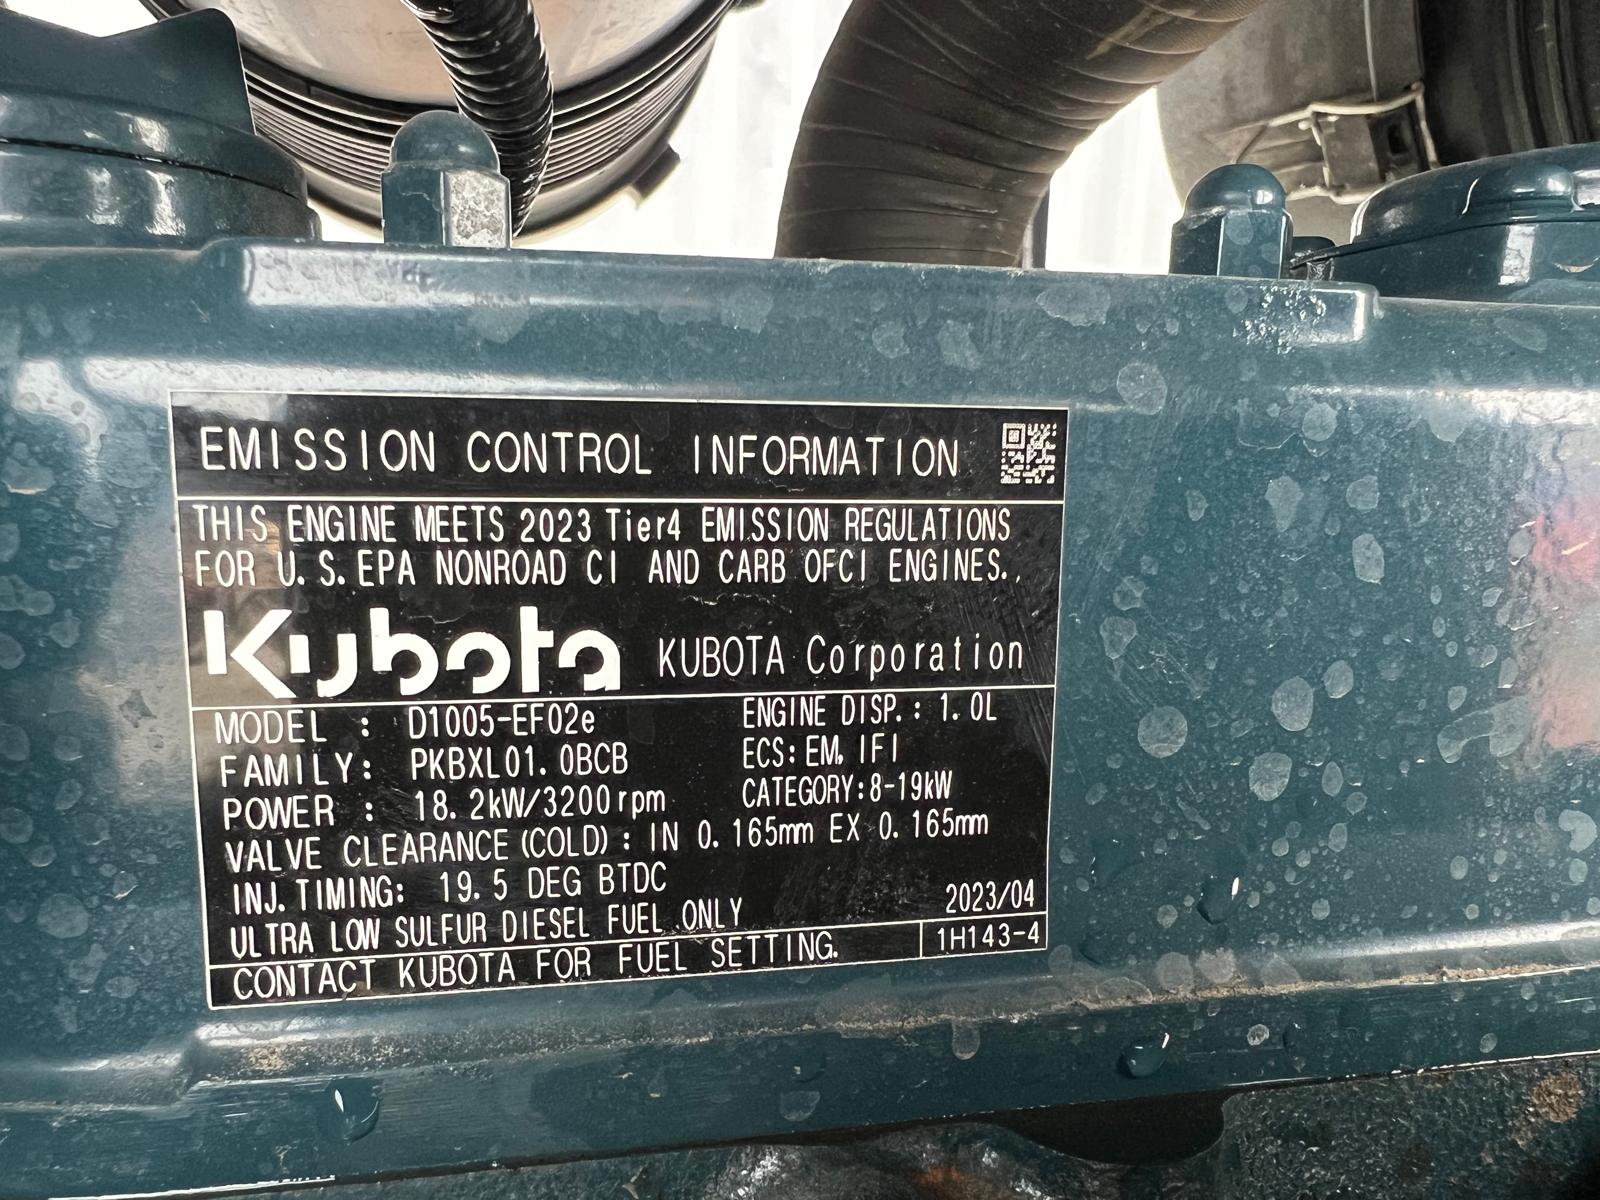 EMISSION CONTROL INFORMATION
THIS ENGINE MEETS 2023 Tier4 EMISSION REGULATIONS
FOR U.S.EPA NONROAD CI AND CARB OFCI ENGINES.
Kubota KUBOTA Corporation
MODEL : D1005-EF02e ENGINE DISP.: 1.0L
FAMILY: PKBXL01.0BCB ECS: EM, IFI
POWER : 18.2kW/3200rpm CATEGORY:8-19kW
VALVE CLEARANCE (COLD) : IN 0.165mm EX 0.165mm
INJ.TIMING: 19.5 DEG BTDC
ULTRA LOW SULFUR DIESEL FUEL ONLY 2023/04
CONTACT KUBOTA FOR FUEL SETTING. 1H143-4